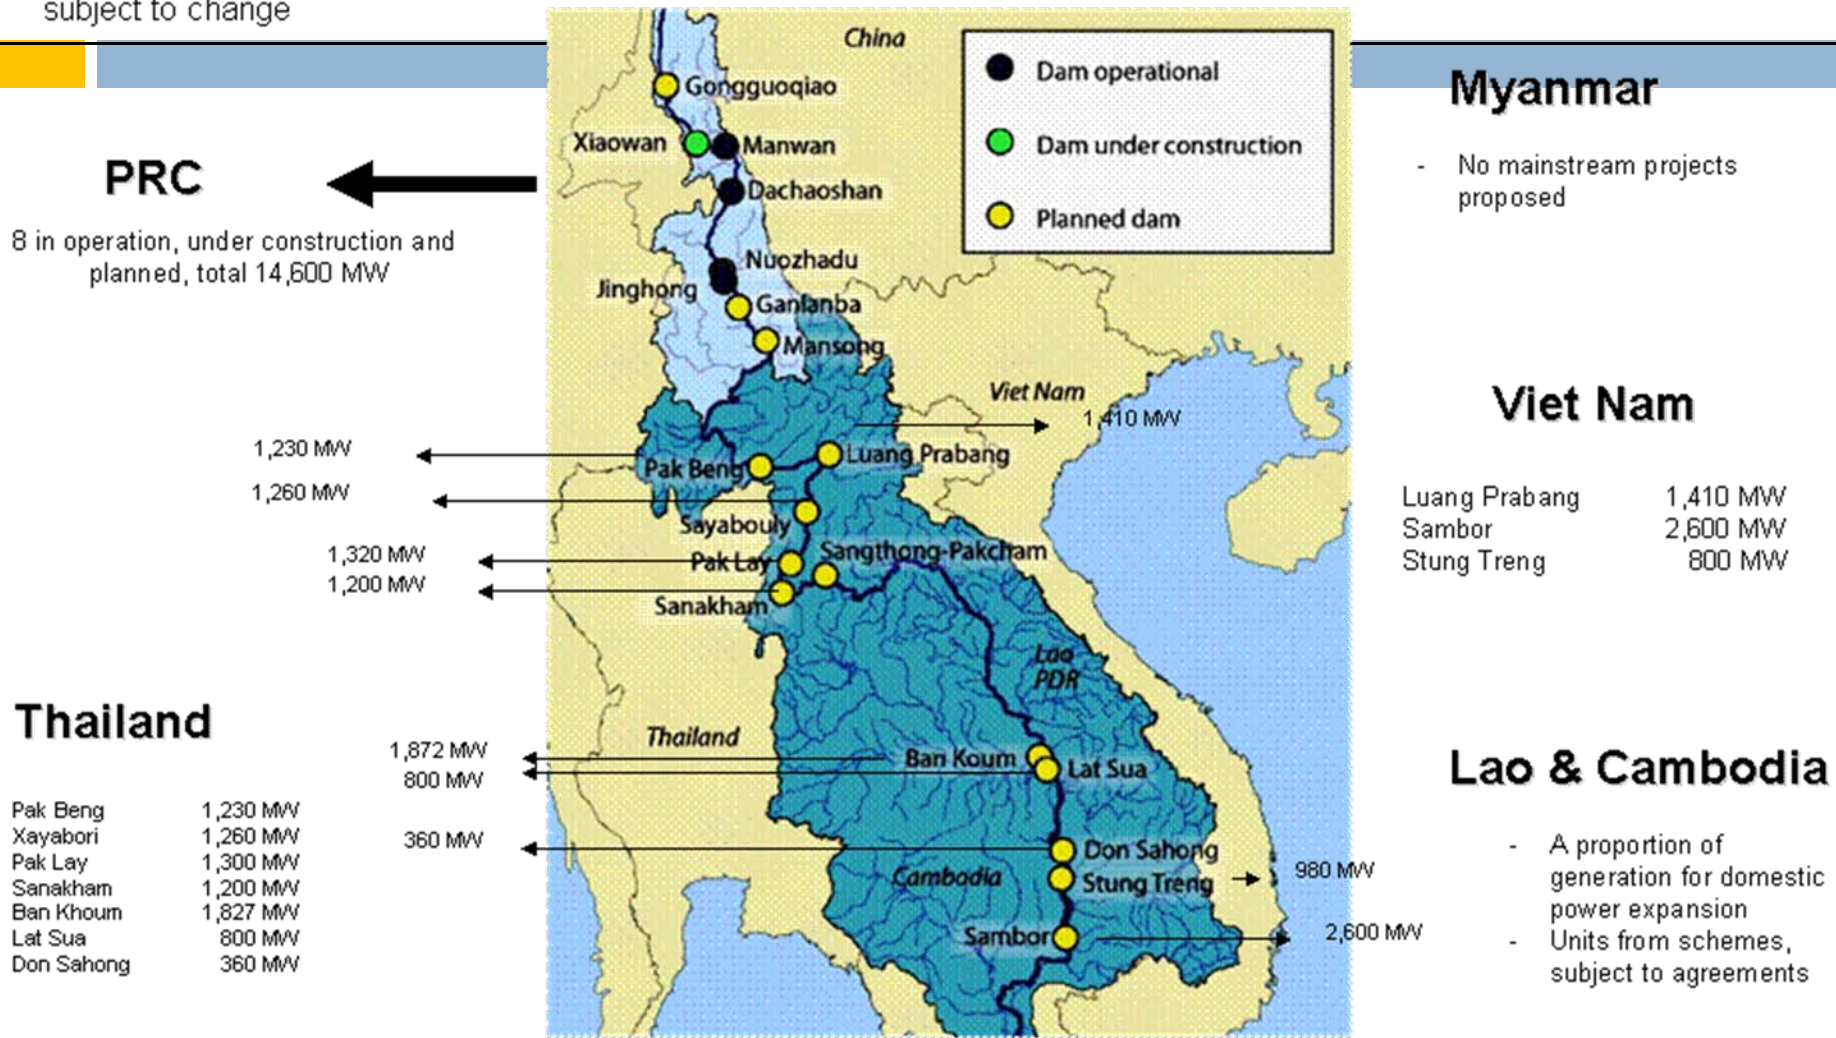 subject to change
China
Dam operational
Dam under construction
Planned dam
Gongguoqiao
Xiaowan
Manwan
Dachaoshan
Nuozhadu
Jinghong
Ganlanba
Mansong
PRC
8 in operation, under construction and
planned, total 14,600 MW
Myanmar
- No mainstream projects
proposed
Viet Nam
1,410 MW
1,230 MW
1,260 MW
Pak Beng
Luang Prabang
Sayabouly
1,320 MW
1,200 MW
Pak Lay
Sangthong-Pakcham
Sanakham
Viet Nam
Luang Prabang 1,410 MW
Sambor 2,600 MW
Stung Treng 800 MW
Lao
PDR
Thailand
Thailand
Pak Beng 1,230 MW
Xayabori 1,260 MW
Pak Lay 1,300 MW
Sanakham 1,200 MW
Ban Khoum 1,827 MW
Lat Sua 800 MW
Don Sahong 360 MW
1,872 MW
800 MW
360 MW
Ban Koum
Lat Sua
Don Sahong
Cambodia
Stung Treng
980 MW
Sambor
2,600 MW
Lao & Cambodia
- A proportion of
generation for domestic
power expansion
- Units from schemes,
subject to agreements